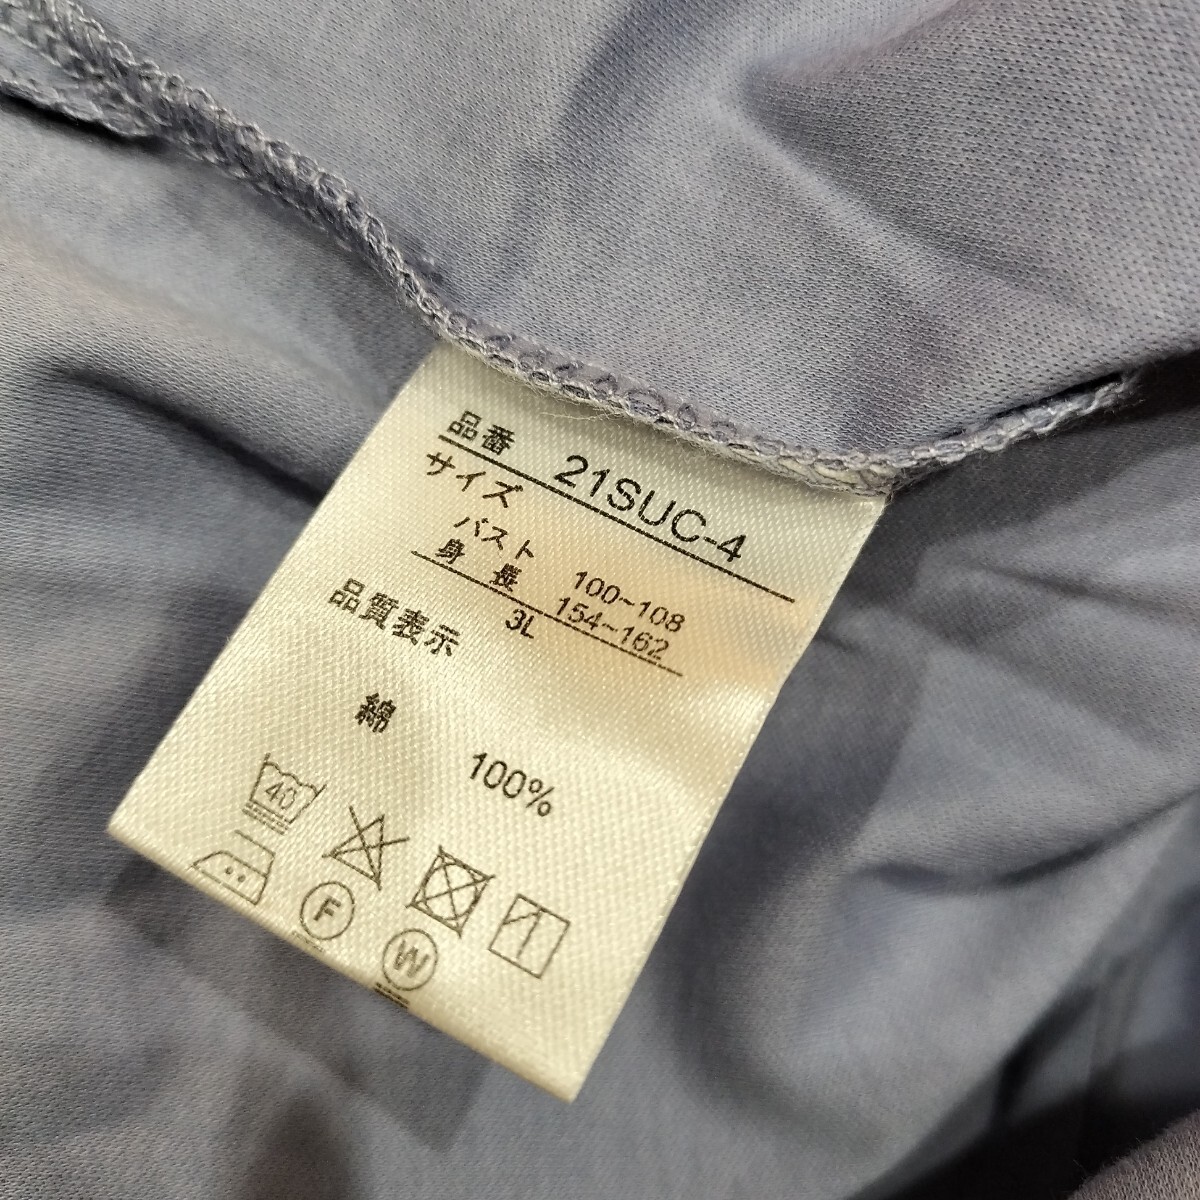 品番 21SUC-4
サイズ
バスト 100~108
身長 154~162
3L
品質表示
綿 100%
40
F
W